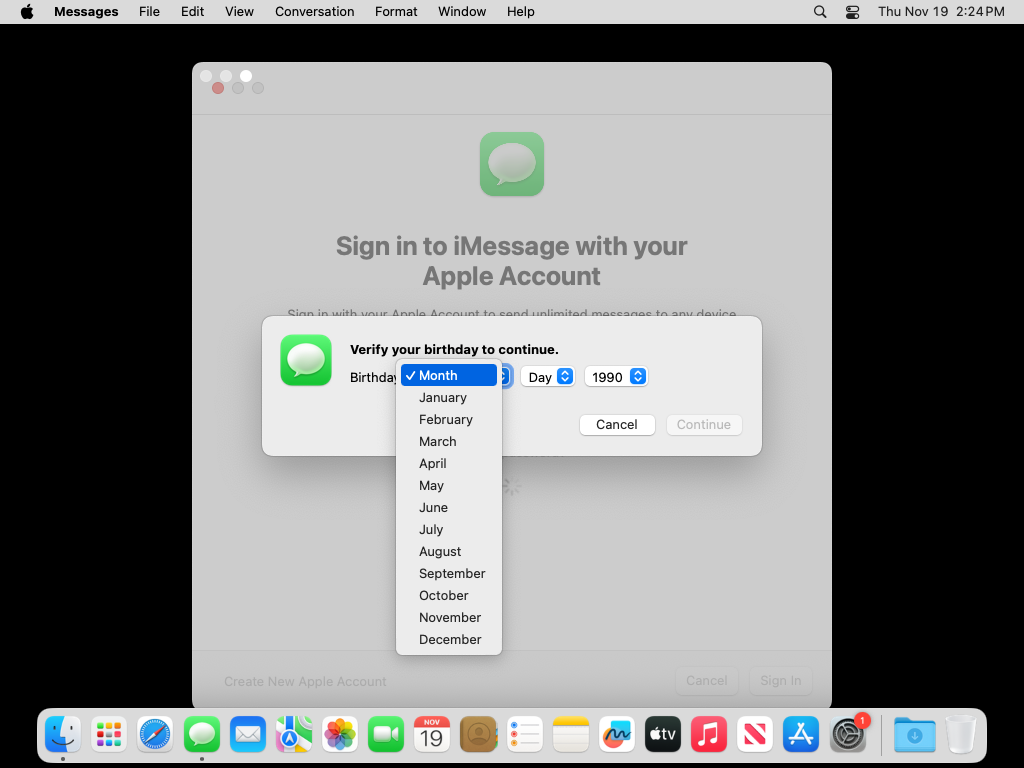 Messages File Edit View Conversation Format Window Help Thu Nov 19 2:24 PM
Sign in to iMessage with your
Apple Account
Sign in with your Apple Account to send unlimited messages to any device
Verify your birthday to continue.
Birthday Month Day 1990
January
February
March
April
May
June
July
August
September
October
November
December
Cancel Continue
Create New Apple Account Cancel Sign In
NOV
19
tv
1